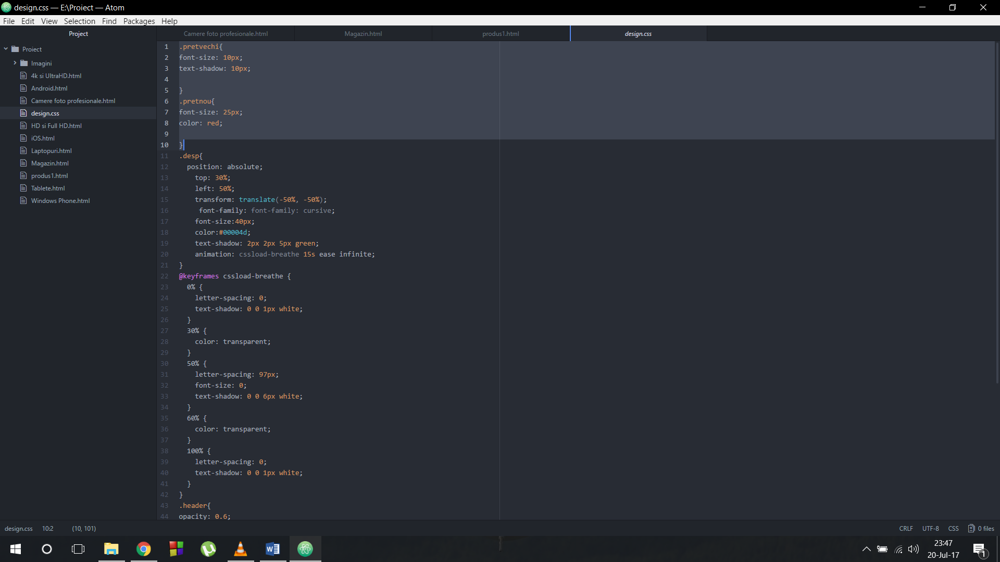 design.css — E:\Proiect — Atom
File Edit View Selection Find Packages Help
Project
Camere foto profesionale.html Magazin.html produs1.html design.css
Proiect
Imagini
4k si UltraHD.html
Android.html
Camere foto profesionale.html
design.css
HD si Full HD.html
iOS.html
Laptopuri.html
Magazin.html
produs1.html
Tablete.html
Windows Phone.html
1 .pretvechi{
2 font-size: 10px;
3 text-shadow: 10px;
4
5 }
6 .pretnou{
7 font-size: 25px;
8 color: red;
9
10 }
11 .desp{
12 position: absolute;
13 top: 30%;
14 left: 50%;
15 transform: translate(-50%, -50%);
16 font-family: font-family: cursive;
17 font-size:40px;
18 color:#00004d;
19 text-shadow: 2px 2px 5px green;
20 animation: cssload-breathe 15s ease infinite;
21 }
22 @keyframes cssload-breathe {
23 0% {
24 letter-spacing: 0;
25 text-shadow: 0 0 1px white;
26 }
27 30% {
28 color: transparent;
29 }
30 50% {
31 letter-spacing: 97px;
32 font-size: 0;
33 text-shadow: 0 0 6px white;
34 }
35 60% {
36 color: transparent;
37 }
38 100% {
39 letter-spacing: 0;
40 text-shadow: 0 0 1px white;
41 }
42 }
43 .header{
44 opacity: 0.6;
design.css 10:2 (10, 101) CRLF UTF-8 CSS 0 files
23:47
20-Jul-17
1